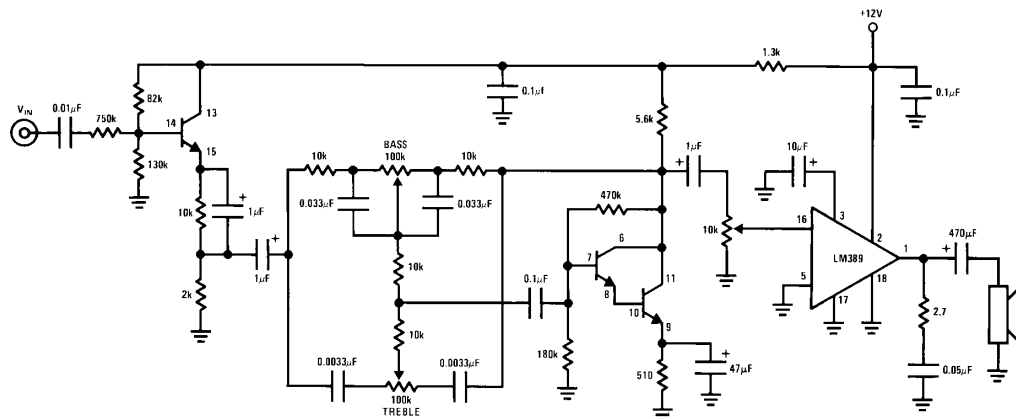 +12V
1.3k
0.1µf
0.1µF
VIN
0.01µF
750k
82k
13
14
15
130k
10k
1µF
1µF
2k
10k
BASS
100k
10k
0.033µF
0.033µF
10k
10k
0.0033µF
0.0033µF
100k
TREBLE
0.1µF
5.6k
470k
6
7
8
11
10
9
180k
510
47µF
1µF
10k
10µF
16
3
5
LM389
2
1
17
18
470µF
2.7
0.05µF